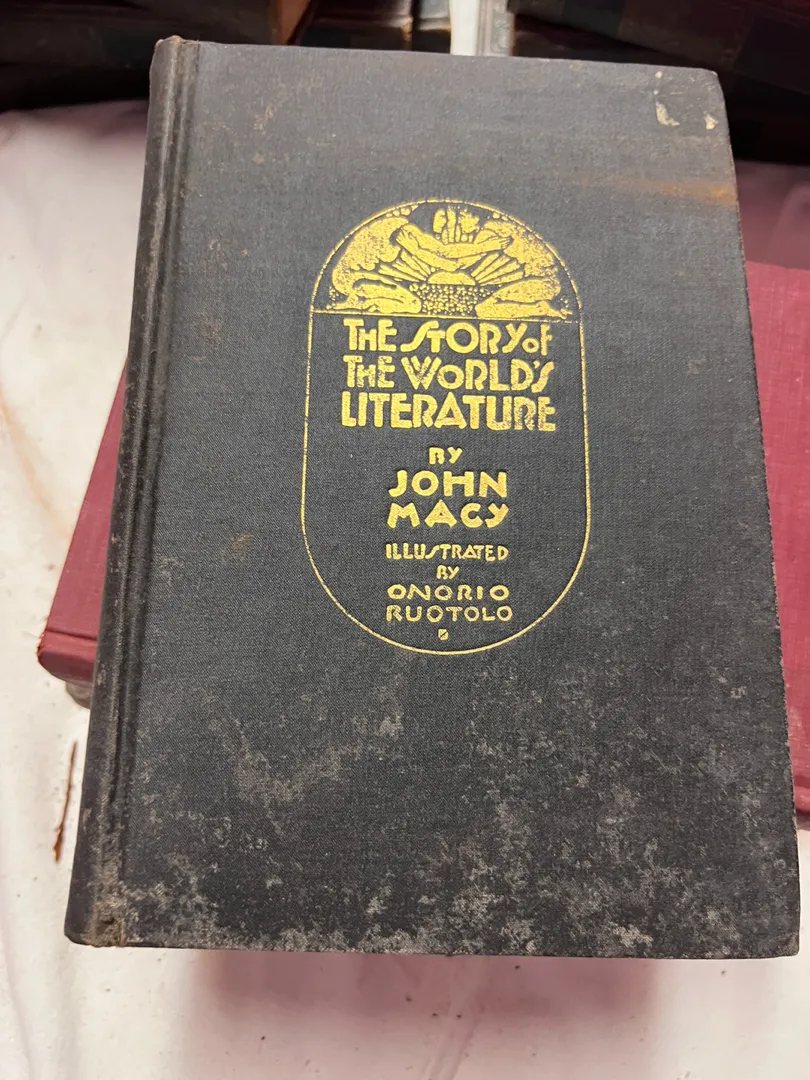 THE STORY of
THE WORLD'S
LITERATURE
BY
JOHN
MACY
ILLUSTRATED
BY
ONORIO
RUOTOLO